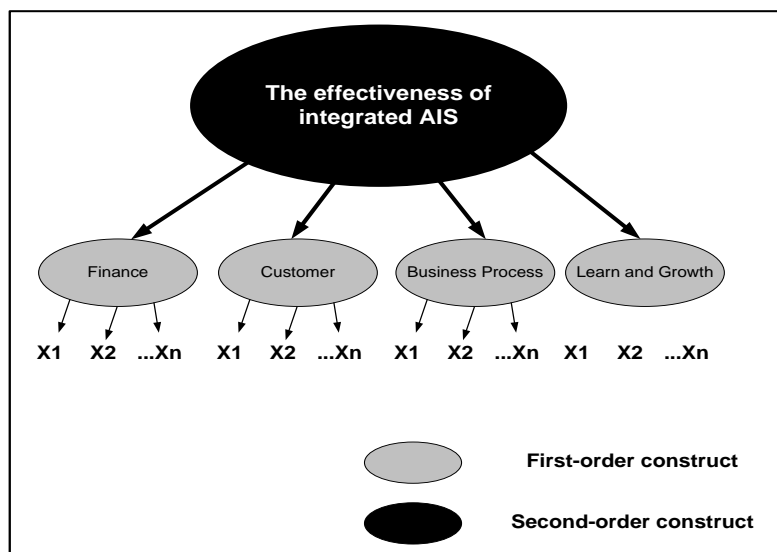 The effectiveness of
integrated AIS
Finance
Customer
Business Process
Learn and Growth
X1 X2 ...Xn X1 X2 ...Xn X1 X2 ...Xn X1 X2 ...Xn
First-order construct
Second-order construct